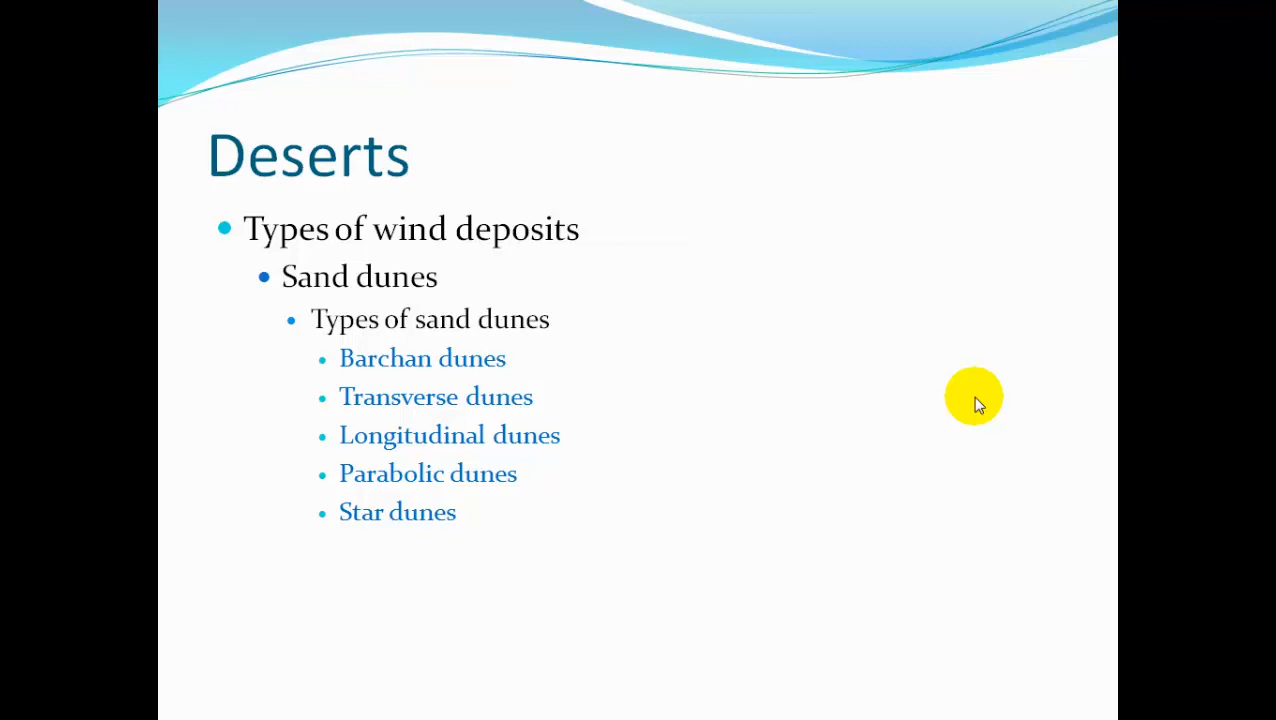 Deserts
Types of wind deposits
Sand dunes
Types of sand dunes
Barchan dunes
Transverse dunes
Longitudinal dunes
Parabolic dunes
Star dunes